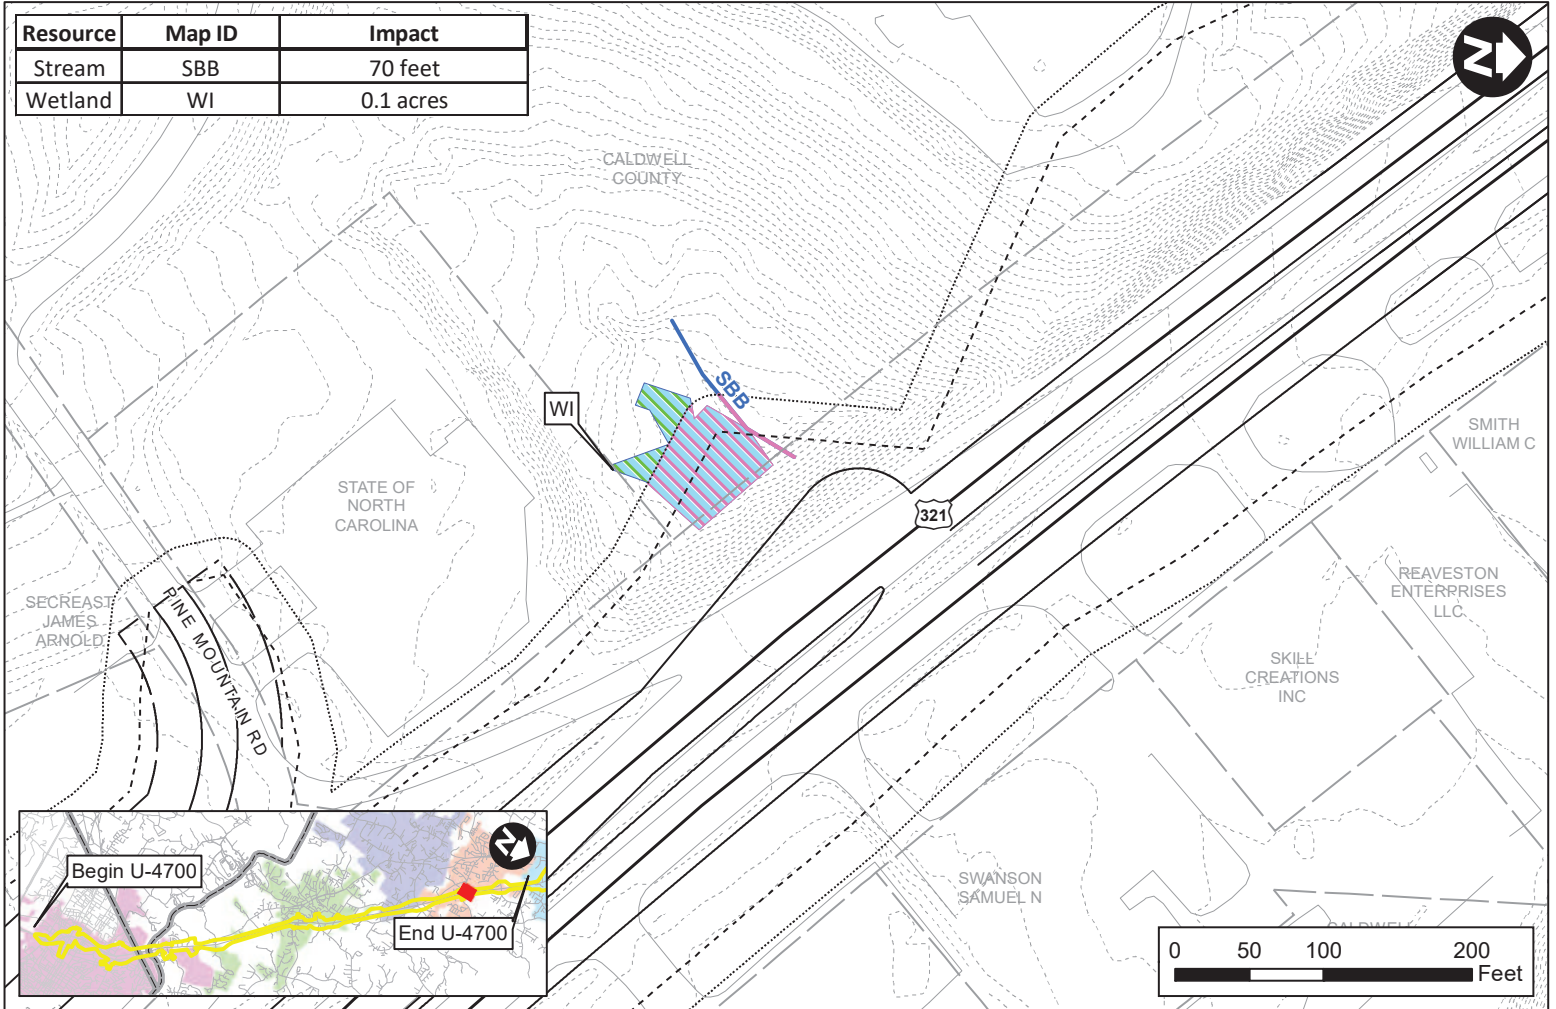 Resource Map ID Impact
Stream SBB 70 feet
Wetland WI 0.1 acres
N
CALDWELL
COUNTY
SBB
WI
STATE OF
NORTH
CAROLINA
321
SMITH
WILLIAM C
REAVESTON
ENTERPRISES
LLC
SECREAST
JAMES
ARNOLD
PINE MOUNTAIN RD
SKILL
CREATIONS
INC
SWANSON
SAMUEL N
CALDWELL
Begin U-4700
N
End U-4700
0 50 100 200
Feet